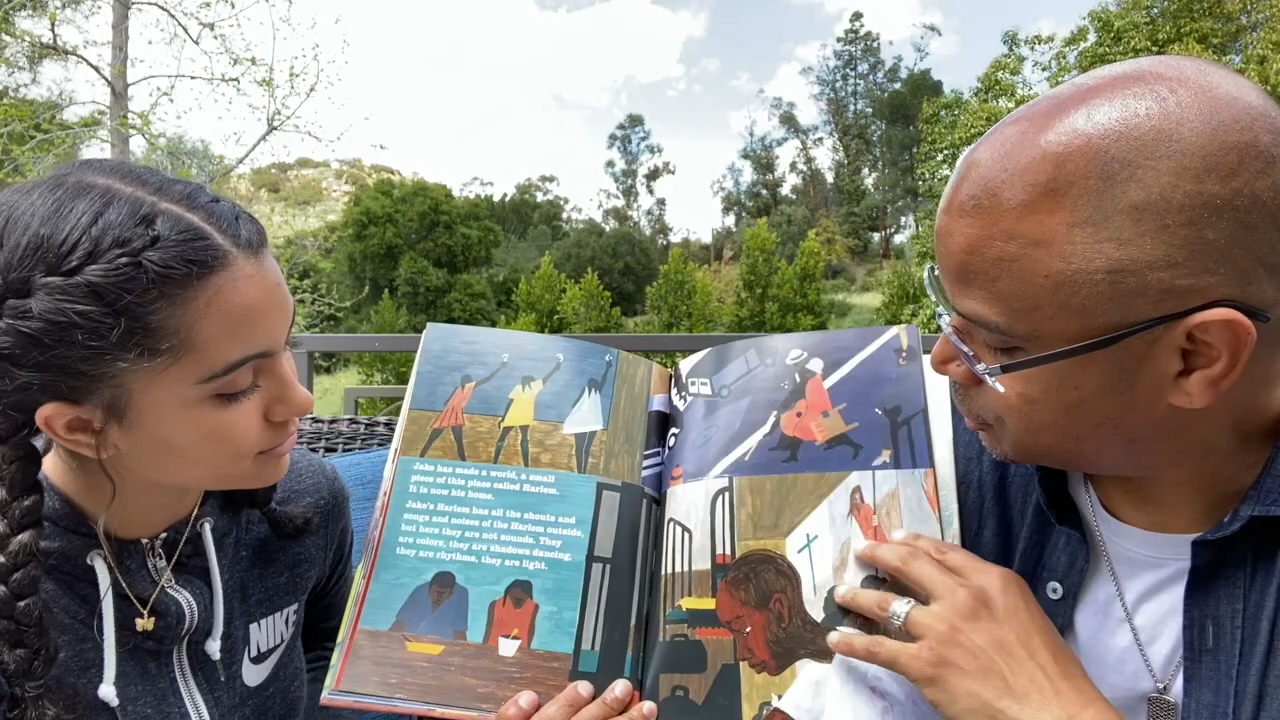 Jake has made a world, a small
piece of this place called Harlem.
It is now his home.
Jake's Harlem has all the shouts and
songs and noises of the Harlem outside,
but here they are not sounds. They
are colors, they are shadows dancing,
they are rhythms, they are light.
NIKE